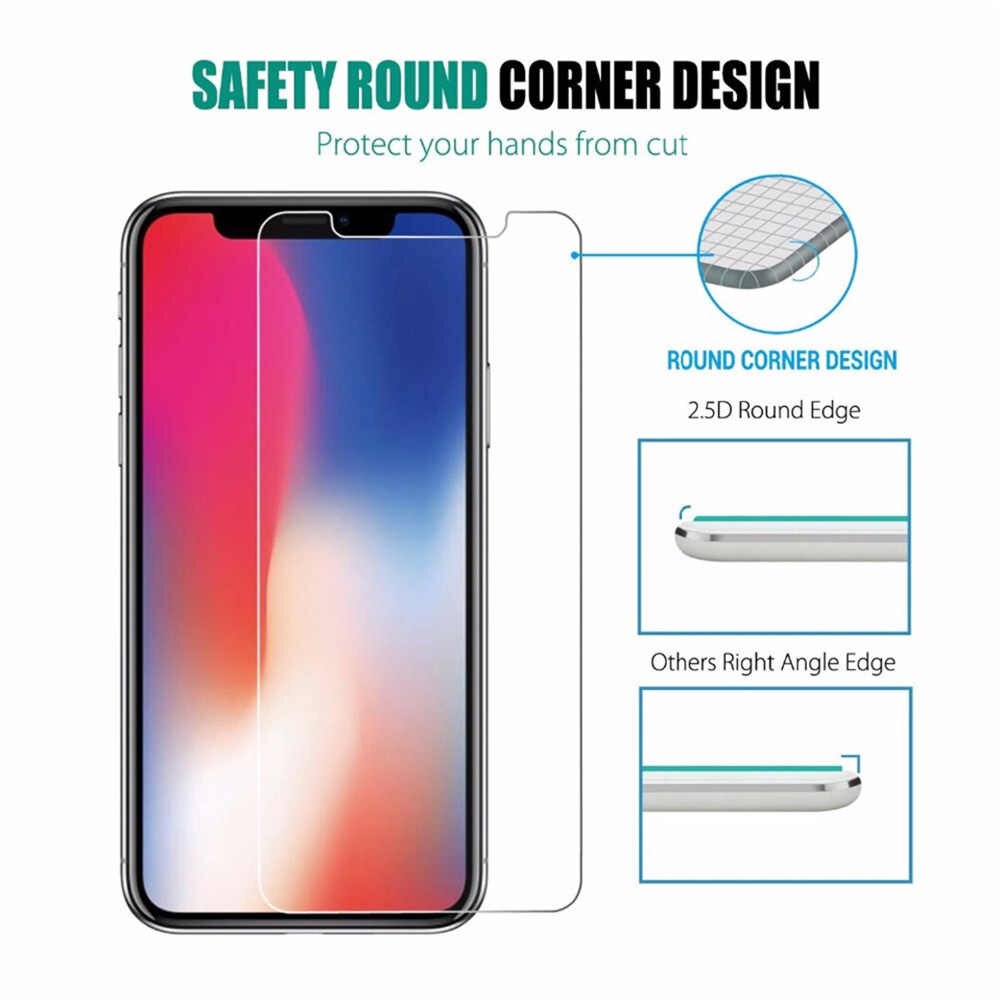 SAFETY ROUND CORNER DESIGN
Protect your hands from cut
ROUND CORNER DESIGN
2.5D Round Edge
Others Right Angle Edge